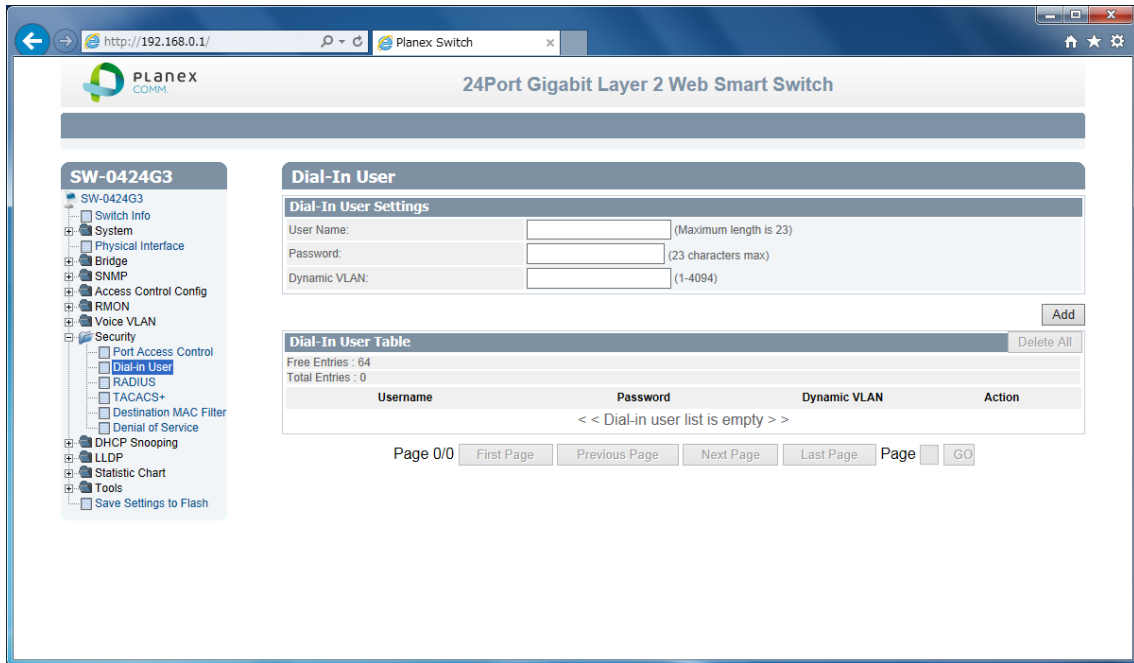 http://192.168.0.1/
Planex Switch
PLANEX
COMM.
24Port Gigabit Layer 2 Web Smart Switch
SW-0424G3
SW-0424G3
Switch Info
System
Physical Interface
Bridge
SNMP
Access Control Config
RMON
Voice VLAN
Security
Port Access Control
Dial-in User
RADIUS
TACACS+
Destination MAC Filter
Denial of Service
DHCP Snooping
LLDP
Statistic Chart
Tools
Save Settings to Flash
Dial-In User
Dial-In User Settings
User Name: (Maximum length is 23)
Password: (23 characters max)
Dynamic VLAN: (1-4094)
Add
Dial-In User Table Delete All
Free Entries : 64
Total Entries : 0
Username Password Dynamic VLAN Action
< < Dial-in user list is empty > >
Page 0/0 First Page Previous Page Next Page Last Page Page GO